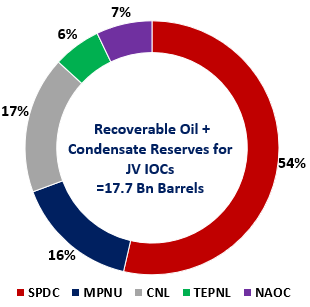 7%
6%
17%
Recoverable Oil +
Condensate Reserves for
JV IOCs
=17.7 Bn Barrels
54%
16%
SPDC MPNU CNL TEPNL NAOC